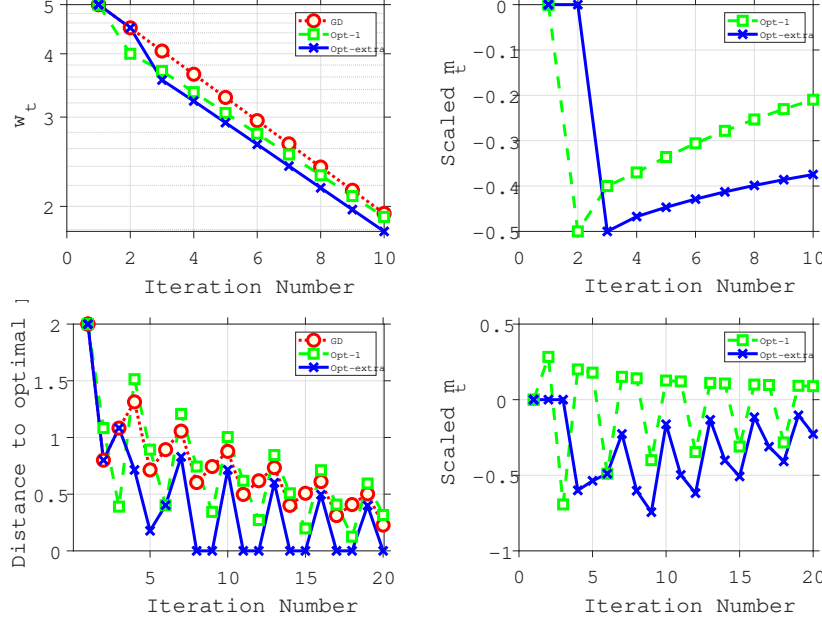 5
4
3
2
0 2 4 6 8 10
w_t
Iteration Number
GD
Opt-1
Opt-extra
0
-0.1
-0.2
-0.3
-0.4
-0.5
0 2 4 6 8 10
Scaled m_t
Iteration Number
Opt-1
Opt-extra
2
1.5
1
0.5
0
5 10 15 20
Distance to optimal ]
Iteration Number
GD
Opt-1
Opt-extra
0.5
0
-0.5
-1
0 5 10 15 20
Scaled m_t
Iteration Number
Opt-1
Opt-extra